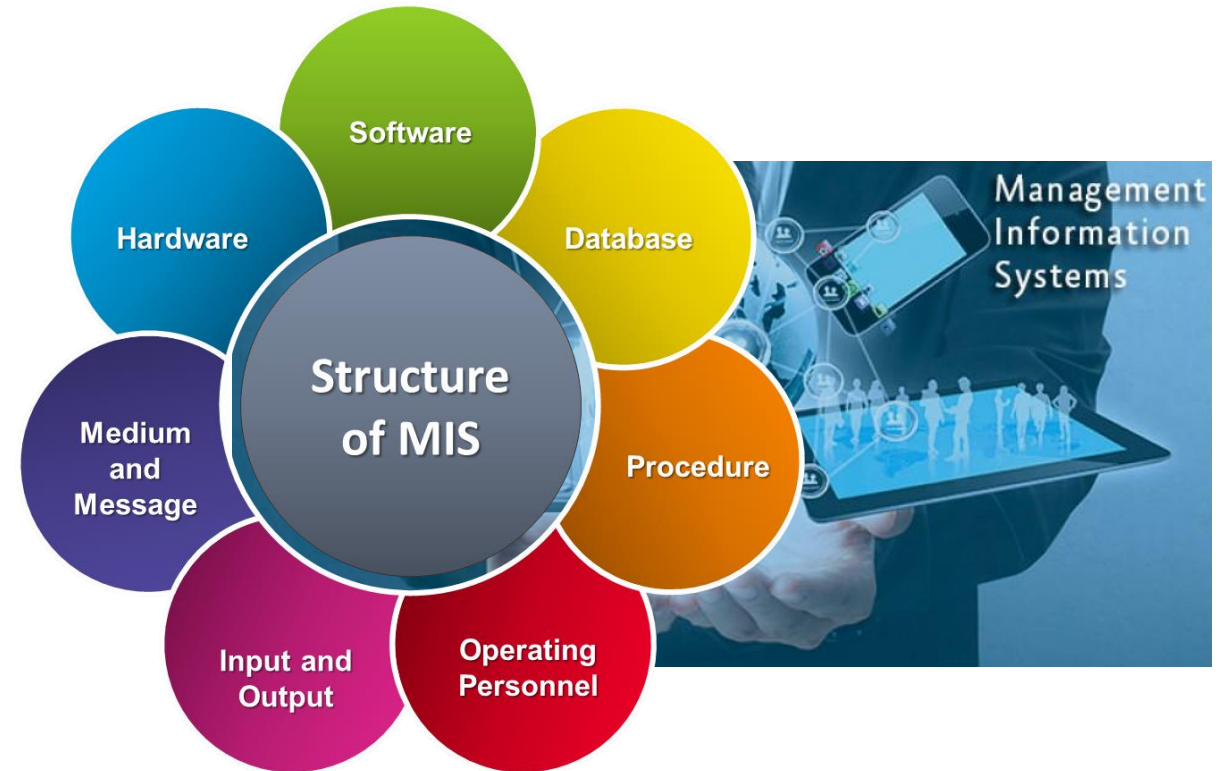 Software
Hardware
Database
Management
Information
Systems
Structure
of MIS
Medium
and
Message
Procedure
Input and
Output
Operating
Personnel